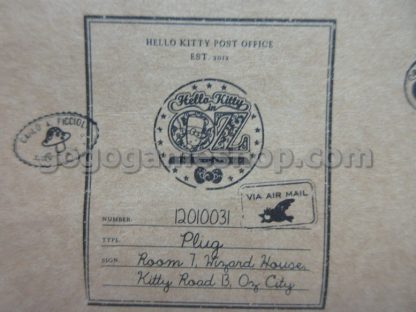 HELLO KITTY POST OFFICE
EST. 2012
Hello Kitty
in
OZ
gogogameshop.com
VIA AIR MAIL
NUMBER. 12010031
TYPE. Plug
SIGN. Room 7, Wizard House,
Kitty Road B, Oz City